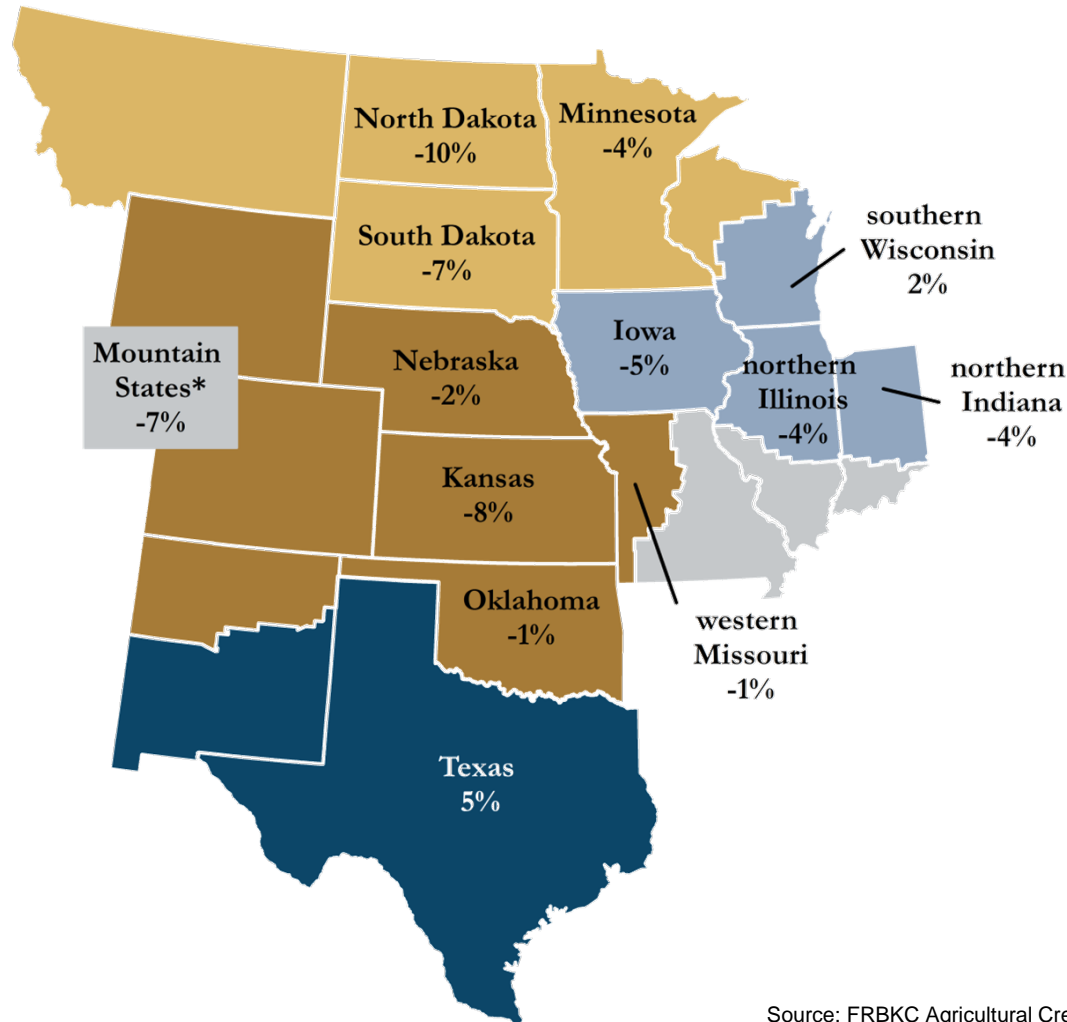 North Dakota
-10%
Minnesota
-4%
South Dakota
-7%
southern
Wisconsin
2%
Mountain
States*
-7%
Nebraska
-2%
Iowa
-5%
northern
Illinois
-4%
northern
Indiana
-4%
Kansas
-8%
Oklahoma
-1%
western
Missouri
-1%
Texas
5%
Source: FRBKC Agricultural Cre